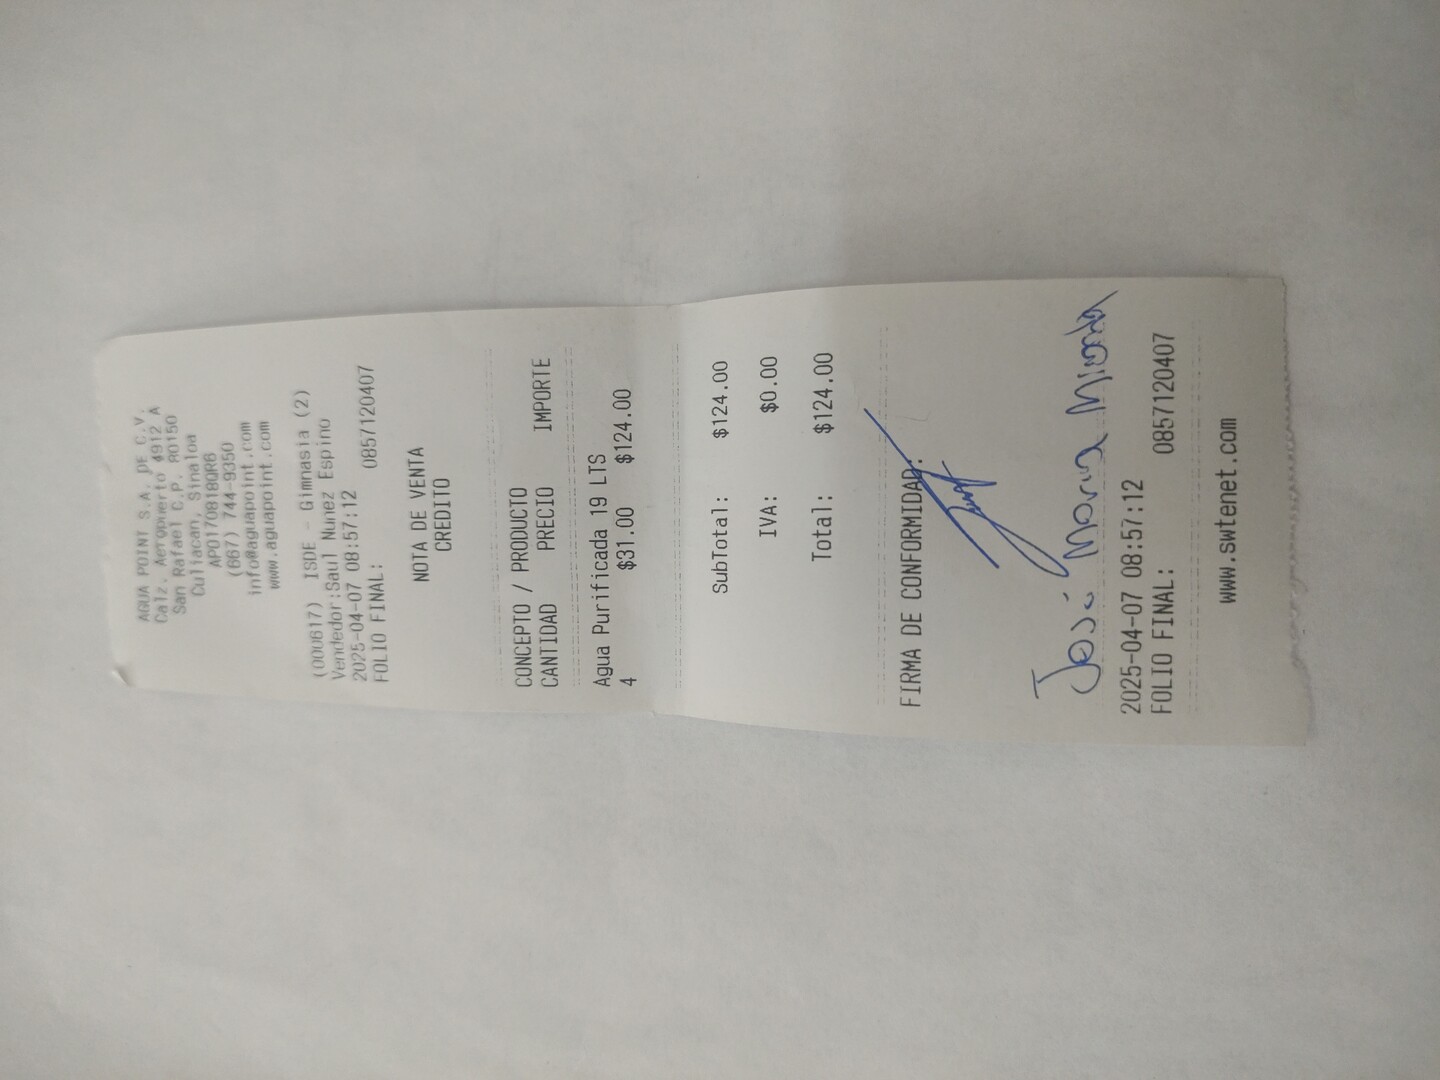 AGUA POINT S.A. DE C.V.
Calz. Aeropuerto 4912 A
San Rafael C.P. 80150
Culiacan, Sinaloa
APO170818QR6
(667) 744-9350
info@aguapoint.com
www.aguapoint.com
(000617) ISDE - Gimnasia (2)
Vendedor:Saul Nunez Espino
2025-04-07 08:57:12
FOLIO FINAL: 0857120407
NOTA DE VENTA
CREDITO
CONCEPTO / PRODUCTO
CANTIDAD PRECIO IMPORTE
Agua Purificada 19 LTS
4 $31.00 $124.00
SubTotal: $124.00
IVA: $0.00
Total: $124.00
FIRMA DE CONFORMIDAD:
José Maria
2025-04-07 08:57:12
FOLIO FINAL: 0857120407
www.swtenet.com